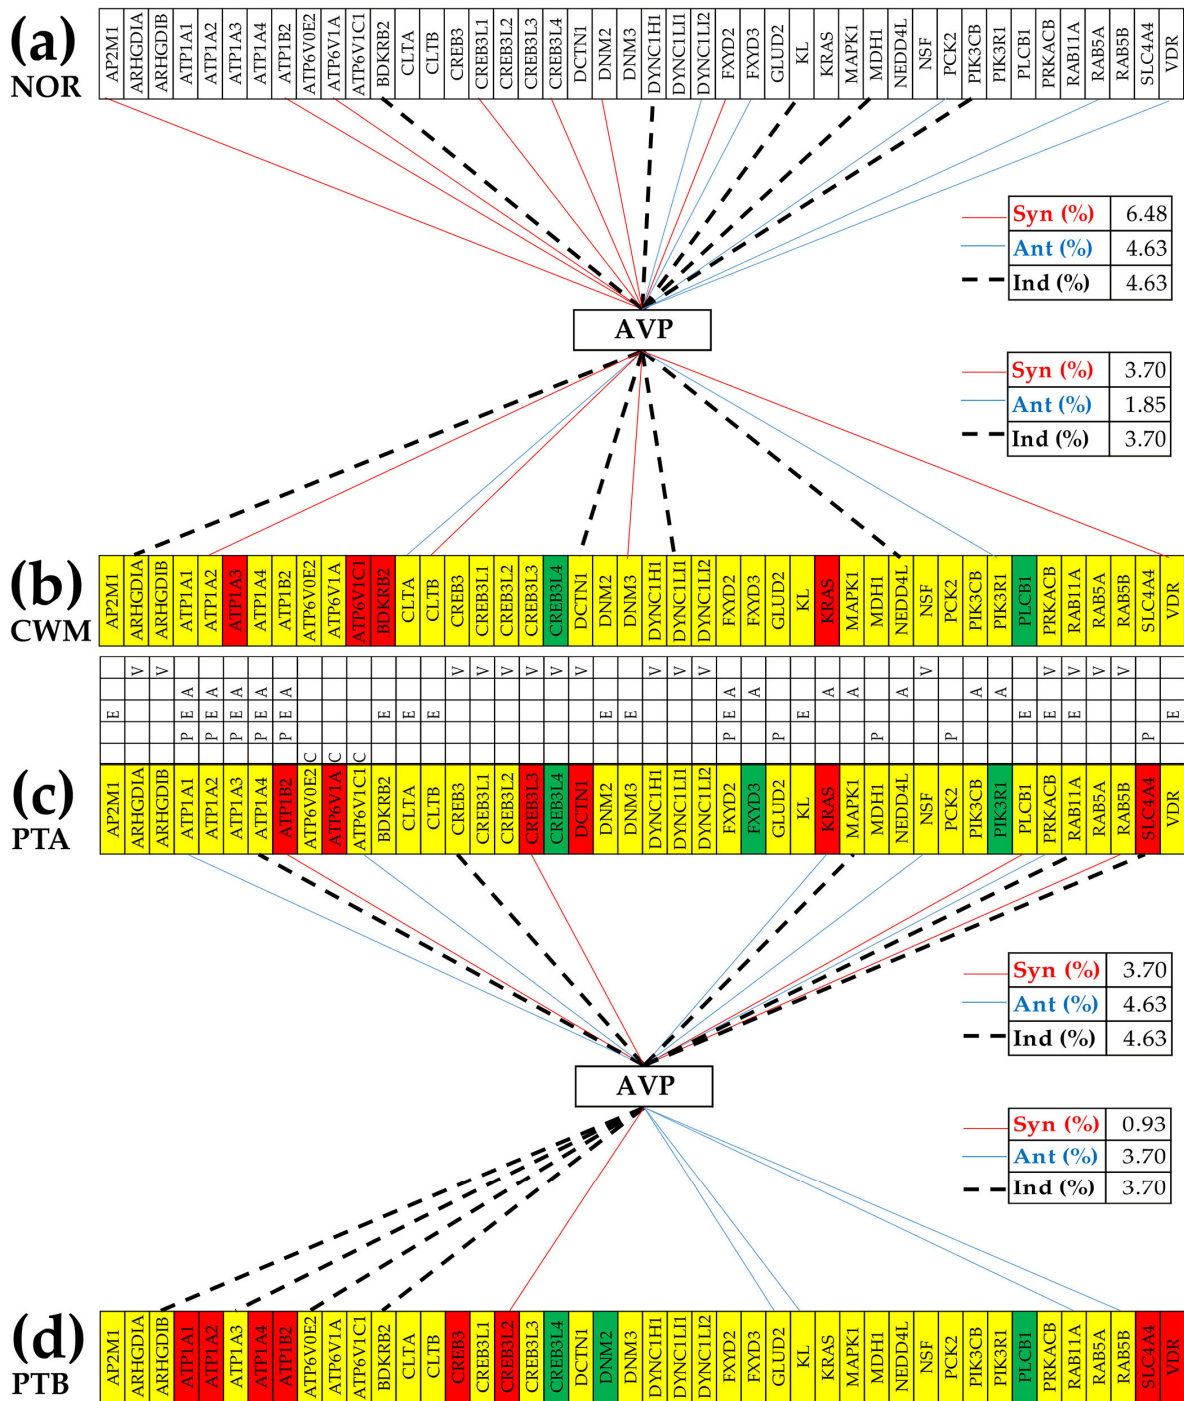 (a)
NOR
AP2M1 ARHGDIA ARHGDIB ATP1A1 ATP1A2 ATP1A3 ATP1A4 ATP1B2 ATP6V0E2 ATP6V1A ATP6V1C1 BDKRB2 CLTA CLTB CREB3 CREB3L1 CREB3L2 CREB3L3 CREB3L4 DCTN1 DNM2 DNM3 DYNC1H1 DYNC1LI1 DYNC1LI2 FXYD2 FXYD3 GLUD2 KL KRAS MAPK1 MDH1 NEDD4L NSF PCK2 PIK3CB PIK3R1 PLCB1 PRKACB RAB11A RAB5A RAB5B SLC4A4 VDR
Syn (%) 6.48
Ant (%) 4.63
Ind (%) 4.63
AVP
Syn (%) 3.70
Ant (%) 1.85
Ind (%) 3.70
(b)
CWM
AP2M1 ARHGDIA ARHGDIB ATP1A1 ATP1A2 ATP1A3 ATP1A4 ATP1B2 ATP6V0E2 ATP6V1A ATP6V1C1 BDKRB2 CLTA CLTB CREB3 CREB3L1 CREB3L2 CREB3L3 CREB3L4 DCTN1 DNM2 DNM3 DYNC1H1 DYNC1LI1 DYNC1LI2 FXYD2 FXYD3 GLUD2 KL KRAS MAPK1 MDH1 NEDD4L NSF PCK2 PIK3CB PIK3R1 PLCB1 PRKACB RAB11A RAB5A RAB5B SLC4A4 VDR
V V V V V V V V V V V V V V V V
A A A A A A A A A A A A
E E E E E E E E E E E E E E E E E
P P P P P P P P P P
C C C
(c)
PTA
AP2M1 ARHGDIA ARHGDIB ATP1A1 ATP1A2 ATP1A3 ATP1A4 ATP1B2 ATP6V0E2 ATP6V1A ATP6V1C1 BDKRB2 CLTA CLTB CREB3 CREB3L1 CREB3L2 CREB3L3 CREB3L4 DCTN1 DNM2 DNM3 DYNC1H1 DYNC1LI1 DYNC1LI2 FXYD2 FXYD3 GLUD2 KL KRAS MAPK1 MDH1 NEDD4L NSF PCK2 PIK3CB PIK3R1 PLCB1 PRKACB RAB11A RAB5A RAB5B SLC4A4 VDR
Syn (%) 3.70
Ant (%) 4.63
Ind (%) 4.63
AVP
Syn (%) 0.93
Ant (%) 3.70
Ind (%) 3.70
(d)
PTB
AP2M1 ARHGDIA ARHGDIB ATP1A1 ATP1A2 ATP1A3 ATP1A4 ATP1B2 ATP6V0E2 ATP6V1A ATP6V1C1 BDKRB2 CLTA CLTB CREB3 CREB3L1 CREB3L2 CREB3L3 CREB3L4 DCTN1 DNM2 DNM3 DYNC1H1 DYNC1LI1 DYNC1LI2 FXYD2 FXYD3 GLUD2 KL KRAS MAPK1 MDH1 NEDD4L NSF PCK2 PIK3CB PIK3R1 PLCB1 PRKACB RAB11A RAB5A RAB5B SLC4A4 VDR